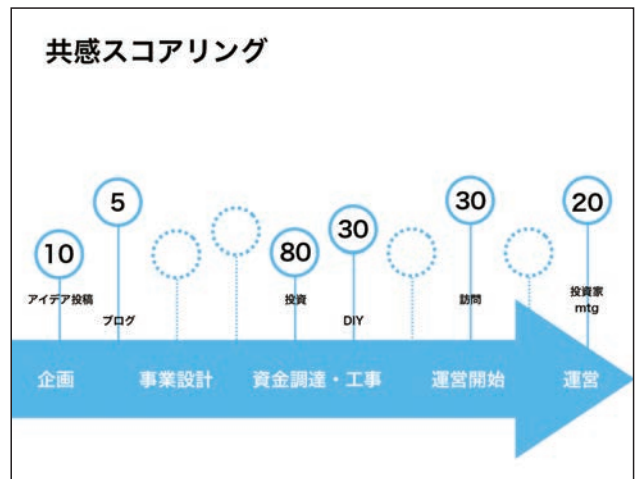 共感スコアリング
5
30
20
10
80
30
アイデア投稿
ブログ
投資
DIY
訪問
投資家
mtg
企画
事業設計
資金調達・工事
運営開始
運営